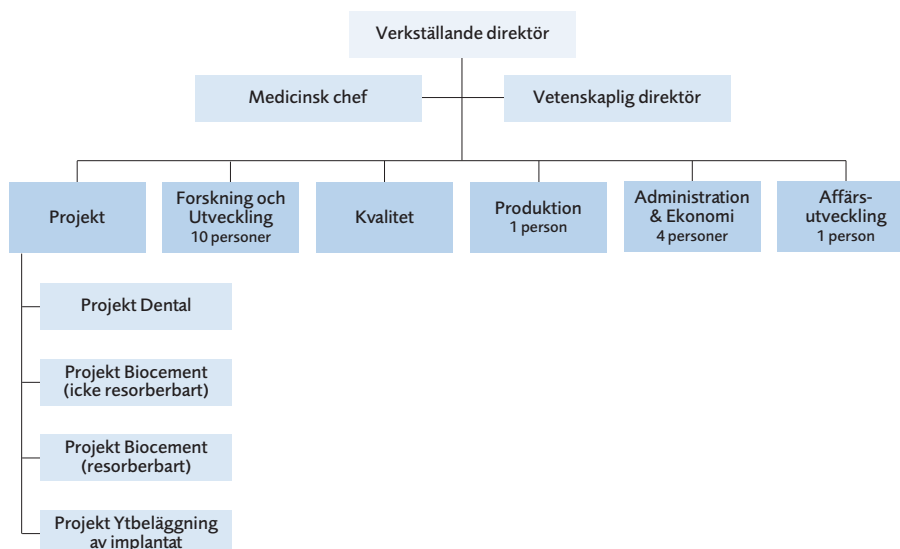 Verkställande direktör
Medicinsk chef
Vetenskaplig direktör
Projekt
Forskning och
Utveckling
10 personer
Kvalitet
Produktion
1 person
Administration
& Ekonomi
4 personer
Affärs-
utveckling
1 person
Projekt Dental
Projekt Biocement
(icke resorberbart)
Projekt Biocement
(resorberbart)
Projekt Ytbeläggning
av implantat